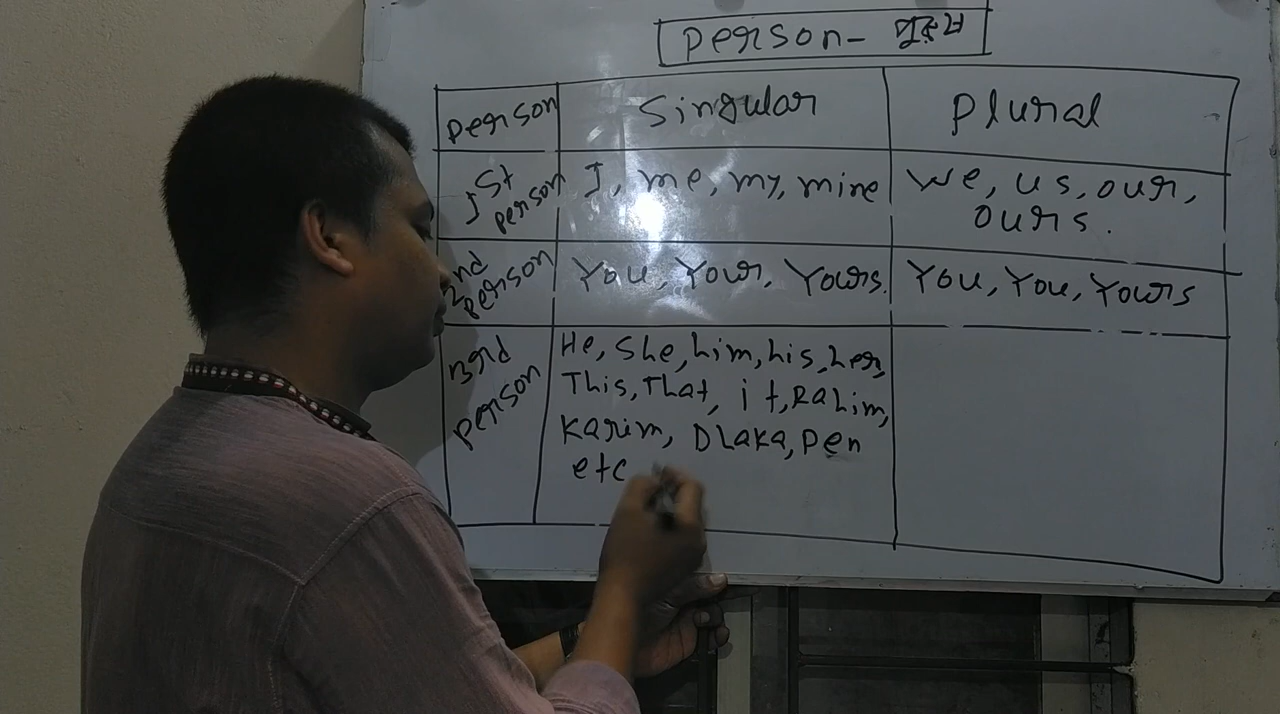 Person- পুরুষ
Person Singular Plural
1st person I, me, my, mine We, us, our, ours.
2nd person You, Your, Yours. You, You, Yours
3rd person He, She, him, his, her,
This, That, it, Rahim,
Karim, Dhaka, Pen
etc